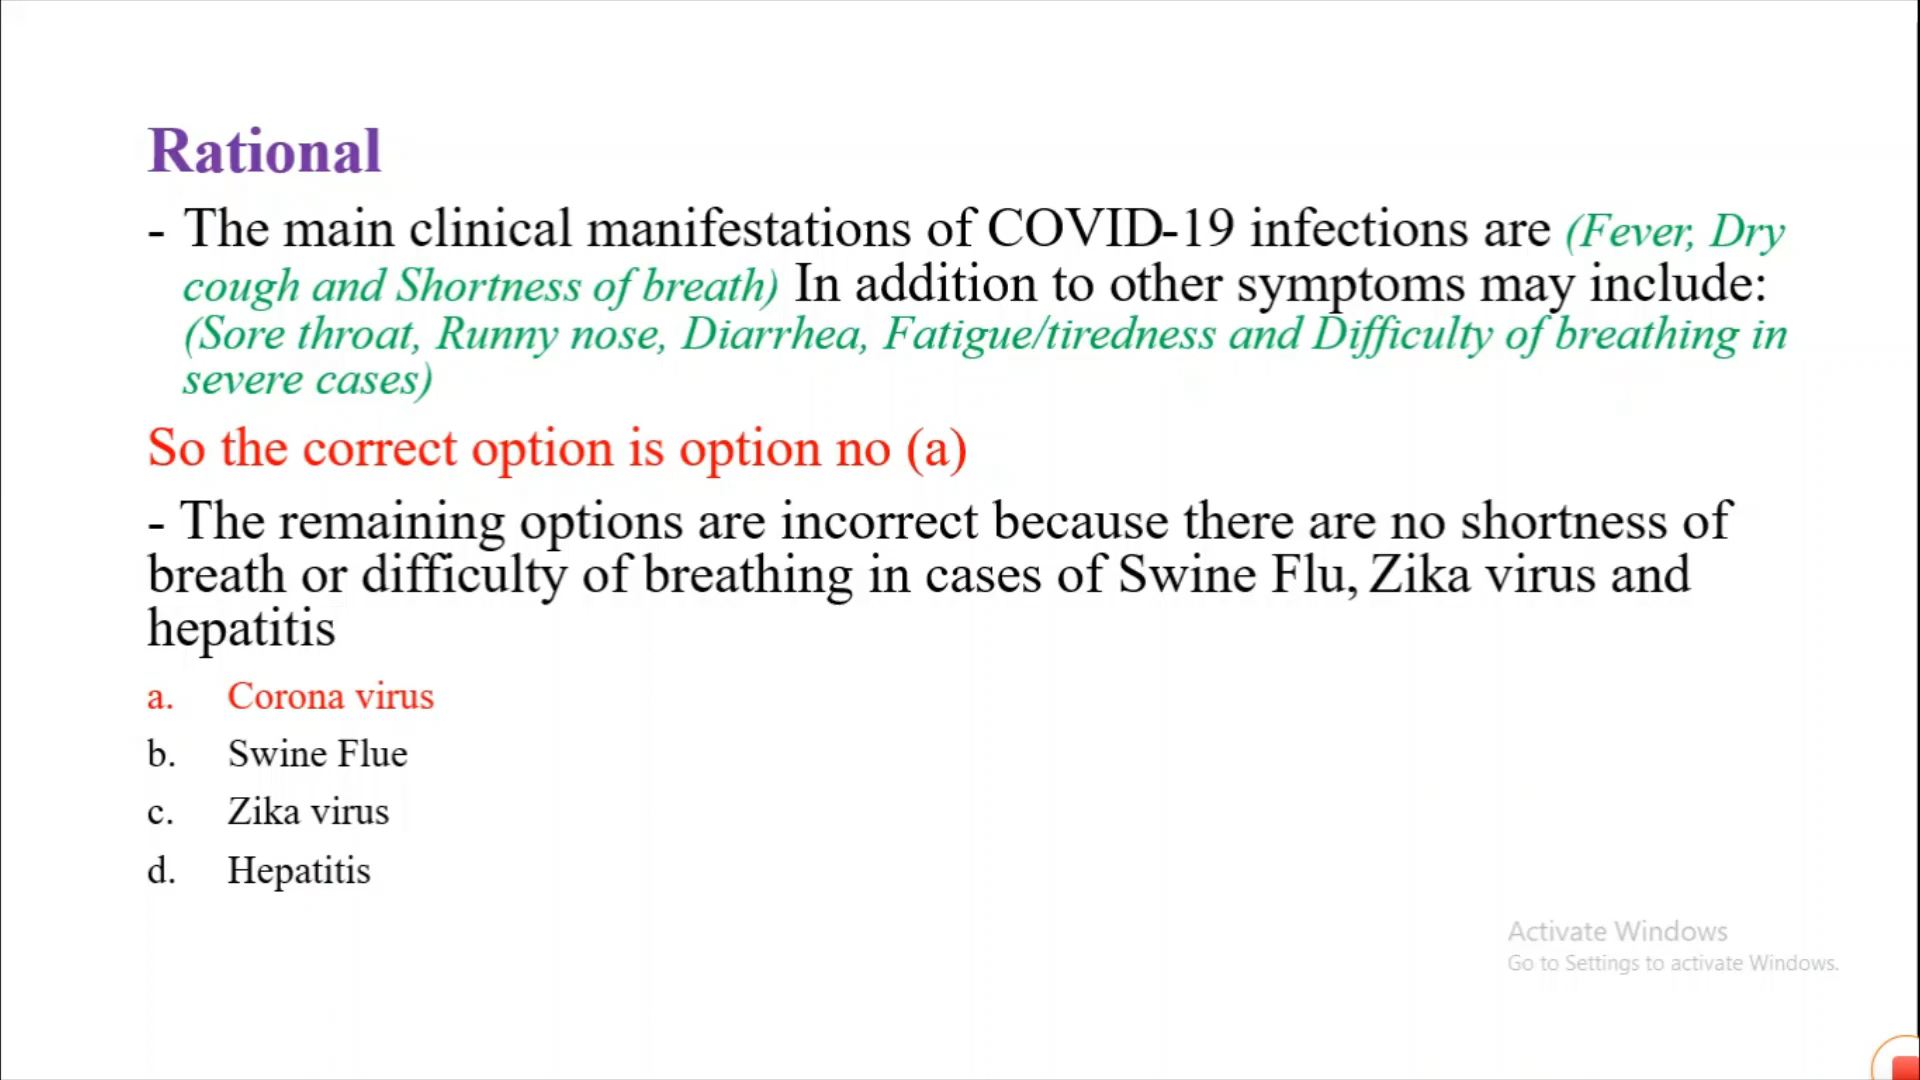 Rational
- The main clinical manifestations of COVID-19 infections are (Fever, Dry
cough and Shortness of breath) In addition to other symptoms may include:
(Sore throat, Runny nose, Diarrhea, Fatigue/tiredness and Difficulty of breathing in
severe cases)
So the correct option is option no (a)
- The remaining options are incorrect because there are no shortness of
breath or difficulty of breathing in cases of Swine Flu, Zika virus and
hepatitis
a. Corona virus
b. Swine Flue
c. Zika virus
d. Hepatitis
Activate Windows
Go to Settings to activate Windows.